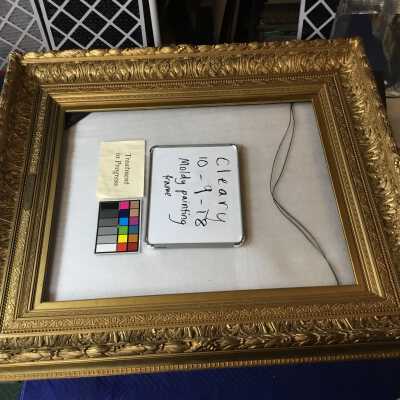 Treatment
in Progress
Cleary
10-9-18
Moldy painting
frame